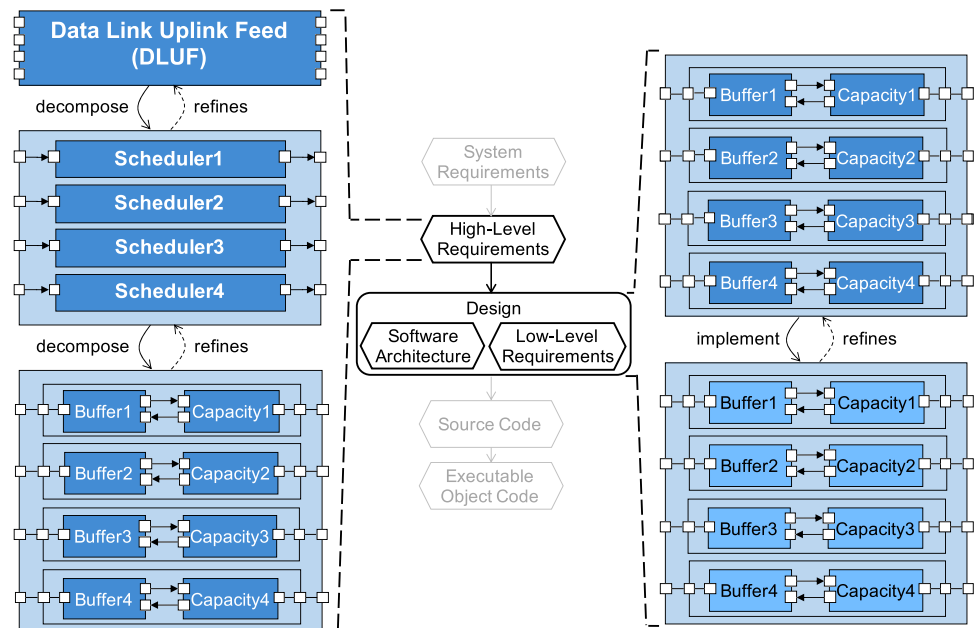 Data Link Uplink Feed
(DLUF)
decompose
refines
Scheduler1
Scheduler2
Scheduler3
Scheduler4
decompose
refines
Buffer1
Capacity1
Buffer2
Capacity2
Buffer3
Capacity3
Buffer4
Capacity4
System
Requirements
High-Level
Requirements
Design
Software
Architecture
Low-Level
Requirements
Source Code
Executable
Object Code
Buffer1
Capacity1
Buffer2
Capacity2
Buffer3
Capacity3
Buffer4
Capacity4
implement
refines
Buffer1
Capacity1
Buffer2
Capacity2
Buffer3
Capacity3
Buffer4
Capacity4